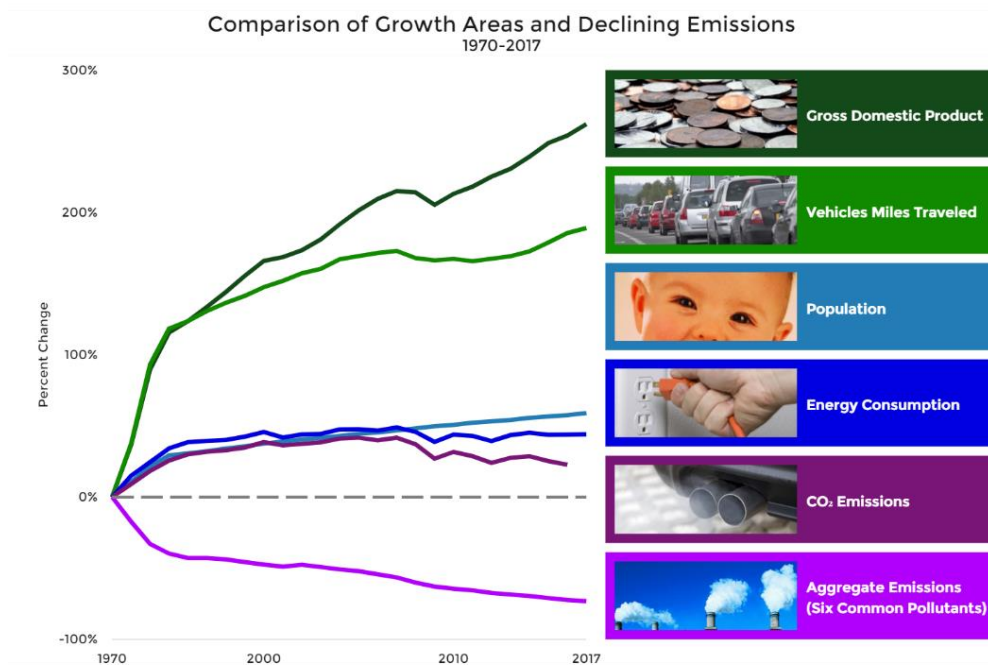 Comparison of Growth Areas and Declining Emissions
1970-2017
300%
200%
100%
0%
-100%
Percent Change
1970
2000
2010
2017
Gross Domestic Product
Vehicles Miles Traveled
Population
Energy Consumption
CO₂ Emissions
Aggregate Emissions
(Six Common Pollutants)